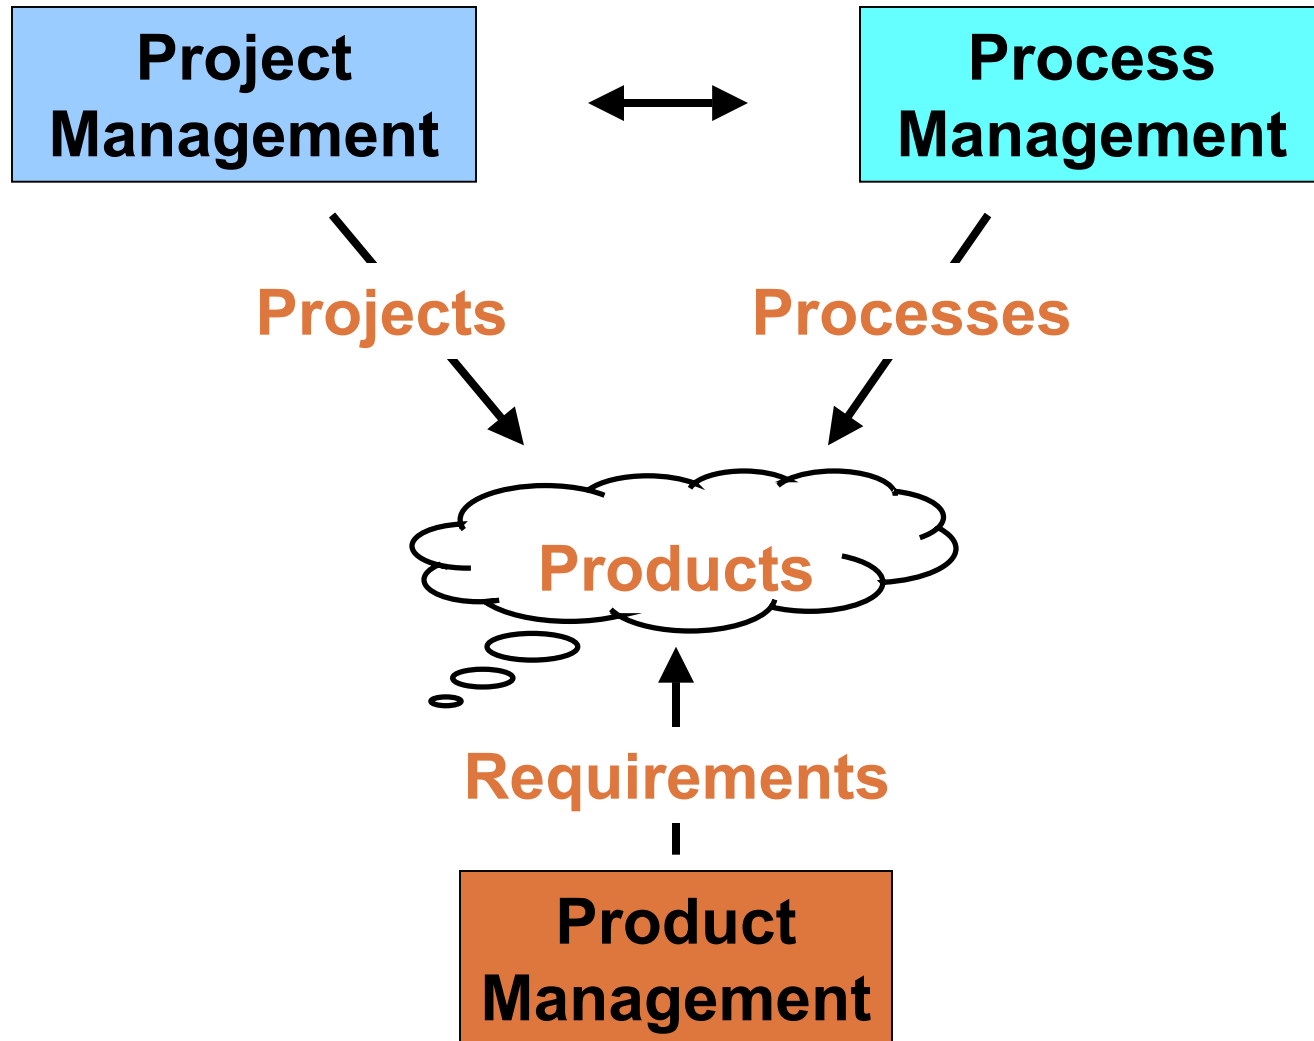 Project
Management
Process
Management
Projects
Processes
Products
Requirements
Product
Management